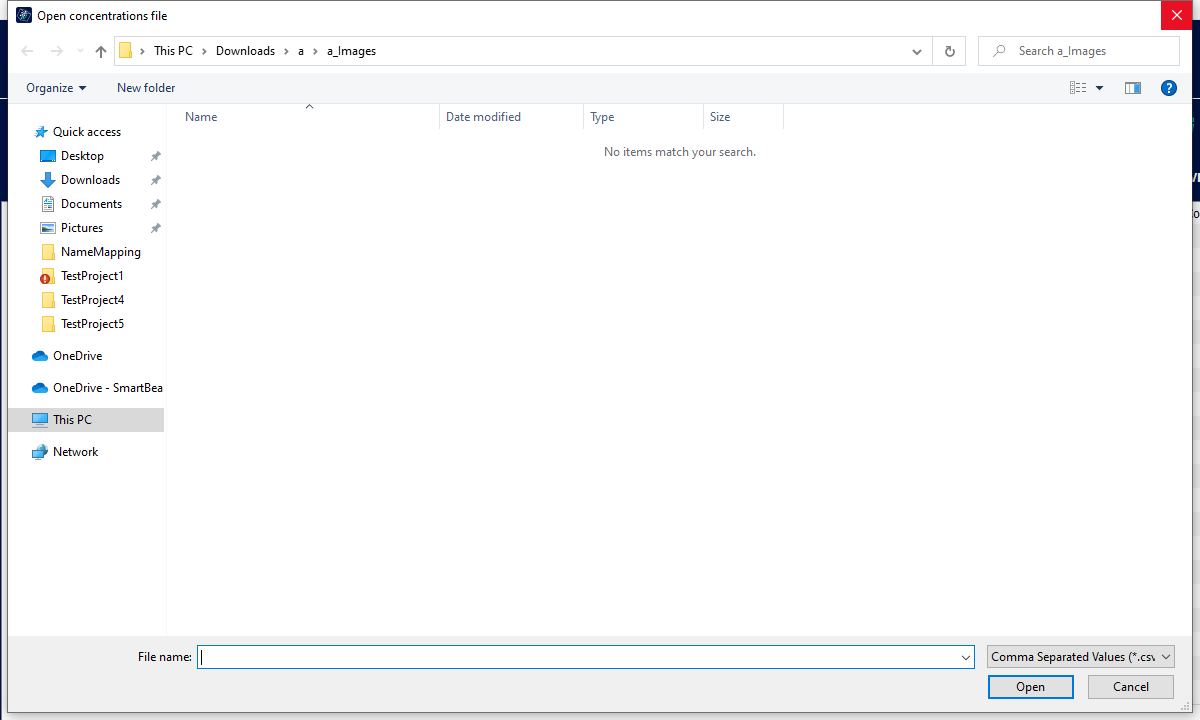 Open concentrations file
This PC > Downloads > a > a_Images
Search a_Images
Organize
New folder
?
Name
Date modified
Type
Size
No items match your search.
Quick access
Desktop
Downloads
Documents
Pictures
NameMapping
TestProject1
TestProject4
TestProject5
OneDrive
OneDrive - SmartBea
This PC
Network
File name:
Comma Separated Values (*.csv
Open
Cancel